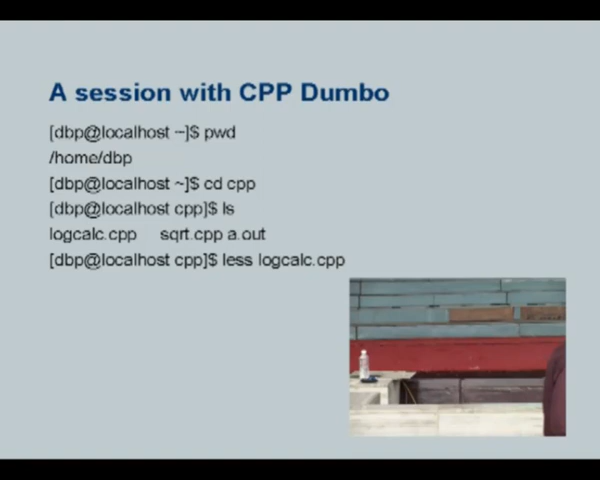 A session with CPP Dumbo
[dbp@localhost ~]$ pwd
/home/dbp
[dbp@localhost ~]$ cd cpp
[dbp@localhost cpp]$ ls
logcalc.cpp sqrt.cpp a.out
[dbp@localhost cpp]$ less logcalc.cpp